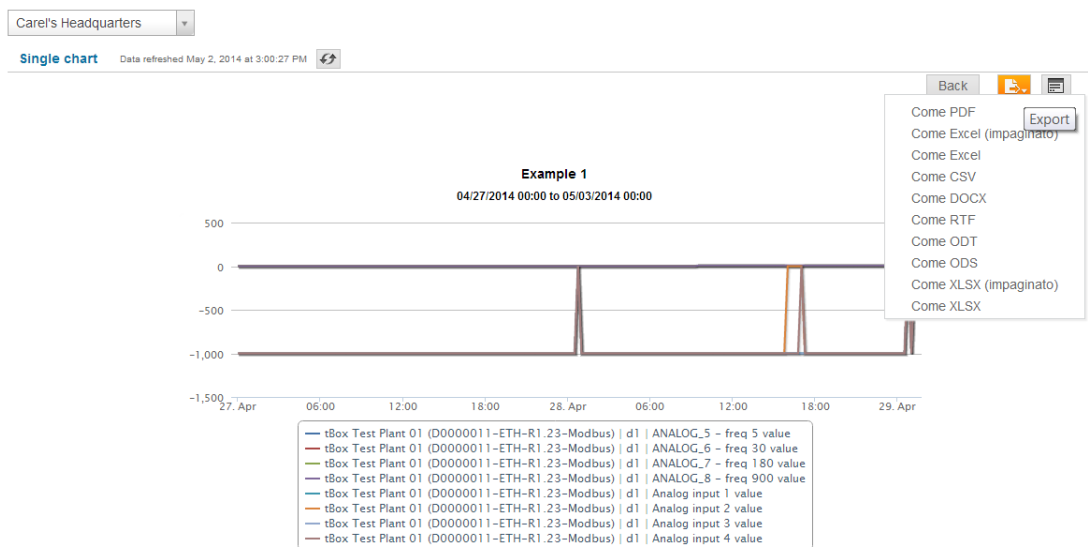 Carel's Headquarters
Single chart Data refreshed May 2, 2014 at 3:00:27 PM
Back
Come PDF
Export
Come Excel (impaginato)
Come Excel
Come CSV
Come DOCX
Come RTF
Come ODT
Come ODS
Come XLSX (impaginato)
Come XLSX
Example 1
04/27/2014 00:00 to 05/03/2014 00:00
500
0
-500
-1,000
-1,500
27. Apr 06:00 12:00 18:00 28. Apr 06:00 12:00 18:00 29. Apr
tBox Test Plant 01 (D0000011-ETH-R1.23-Modbus) | d1 | ANALOG_5 - freq 5 value
tBox Test Plant 01 (D0000011-ETH-R1.23-Modbus) | d1 | ANALOG_6 - freq 30 value
tBox Test Plant 01 (D0000011-ETH-R1.23-Modbus) | d1 | ANALOG_7 - freq 180 value
tBox Test Plant 01 (D0000011-ETH-R1.23-Modbus) | d1 | ANALOG_8 - freq 900 value
tBox Test Plant 01 (D0000011-ETH-R1.23-Modbus) | d1 | Analog input 1 value
tBox Test Plant 01 (D0000011-ETH-R1.23-Modbus) | d1 | Analog input 2 value
tBox Test Plant 01 (D0000011-ETH-R1.23-Modbus) | d1 | Analog input 3 value
tBox Test Plant 01 (D0000011-ETH-R1.23-Modbus) | d1 | Analog input 4 value